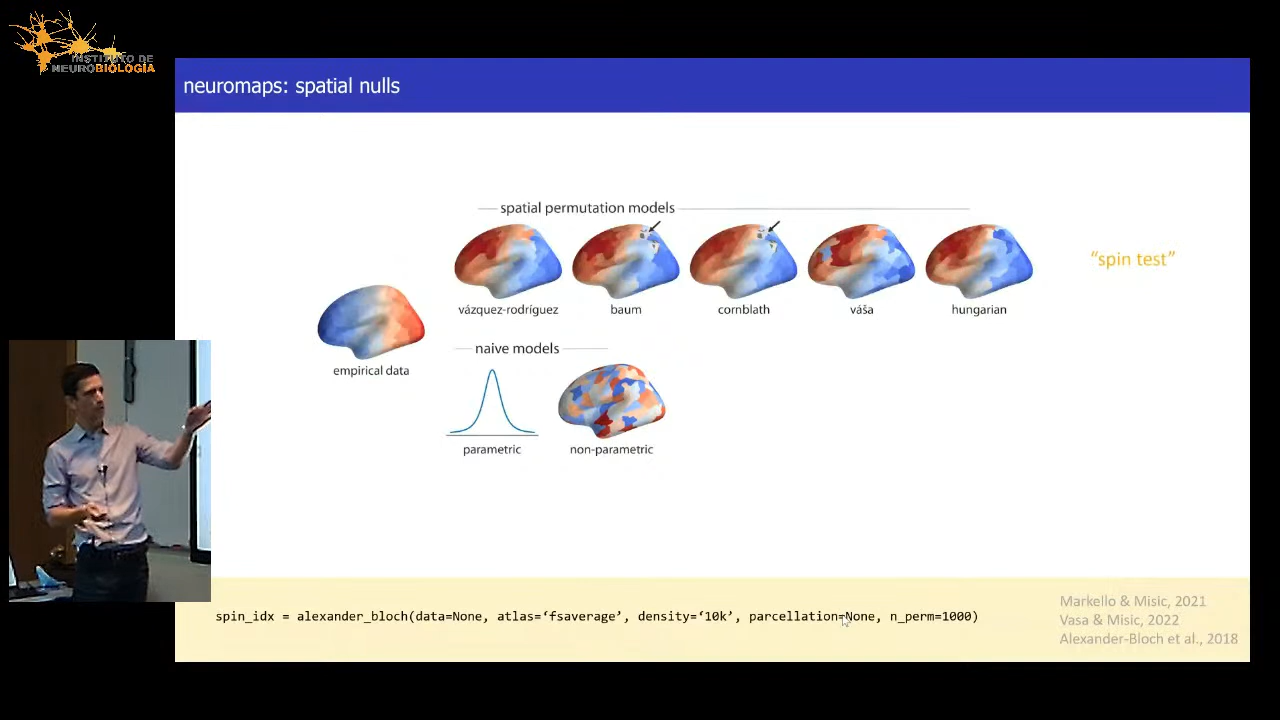 INSTITUTO DE
NEUROBIOLOGÍA
neuromaps: spatial nulls
spatial permutation models
"spin test"
vázquez-rodríguez
baum
cornblath
váša
hungarian
empirical data
naive models
parametric
non-parametric
spin_idx = alexander_bloch(data=None, atlas=‘fsaverage’, density=‘10k’, parcellation=None, n_perm=1000)
Markello & Misic, 2021
Vasa & Misic, 2022
Alexander-Bloch et al., 2018